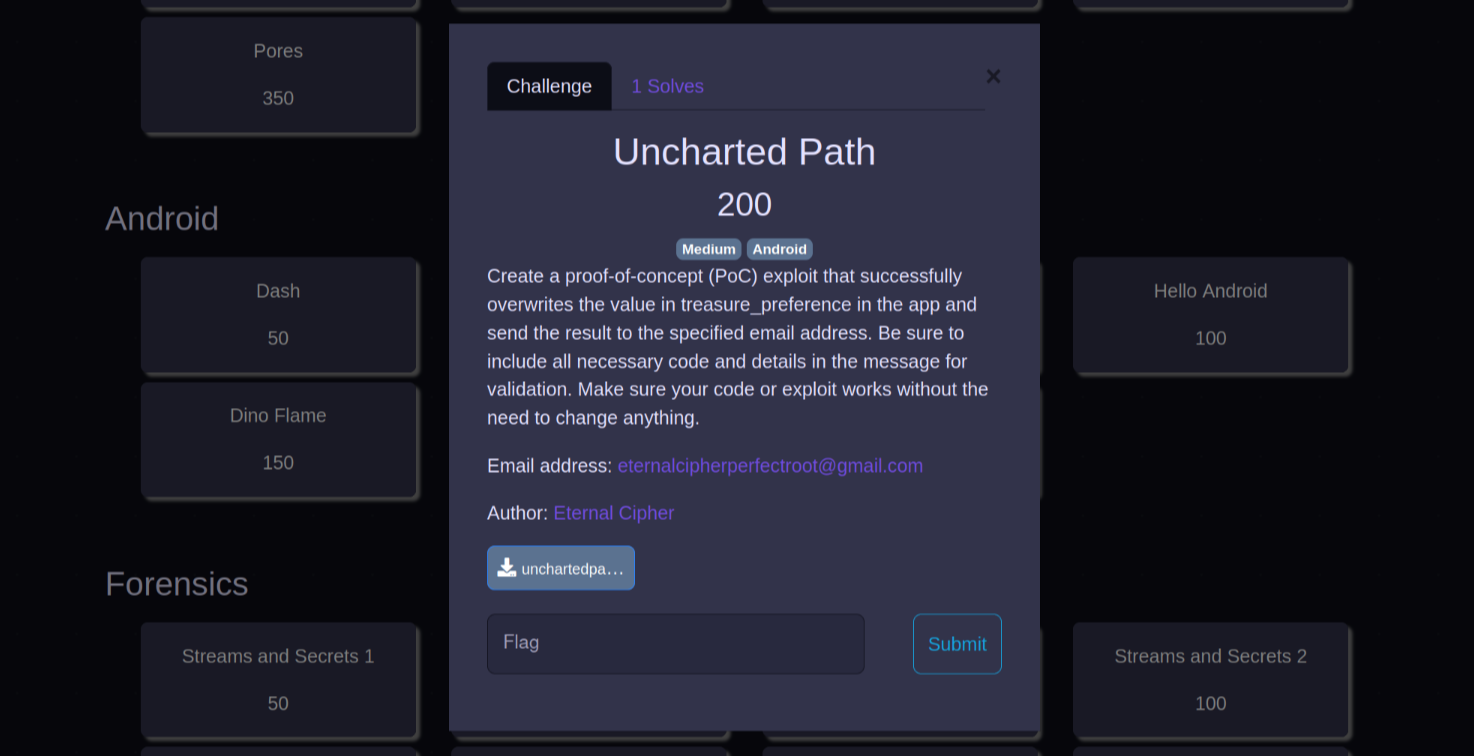 Pores
350
Challenge
1 Solves
×
Uncharted Path
200
Medium Android
Create a proof-of-concept (PoC) exploit that successfully
overwrites the value in treasure_preference in the app and
send the result to the specified email address. Be sure to
include all necessary code and details in the message for
validation. Make sure your code or exploit works without the
need to change anything.
Email address: eternalcipherperfectroot@gmail.com
Author: Eternal Cipher
unchartedpa...
Flag
Submit
Android
Dash
50
Hello Android
100
Dino Flame
150
Forensics
Streams and Secrets 1
50
Streams and Secrets 2
100